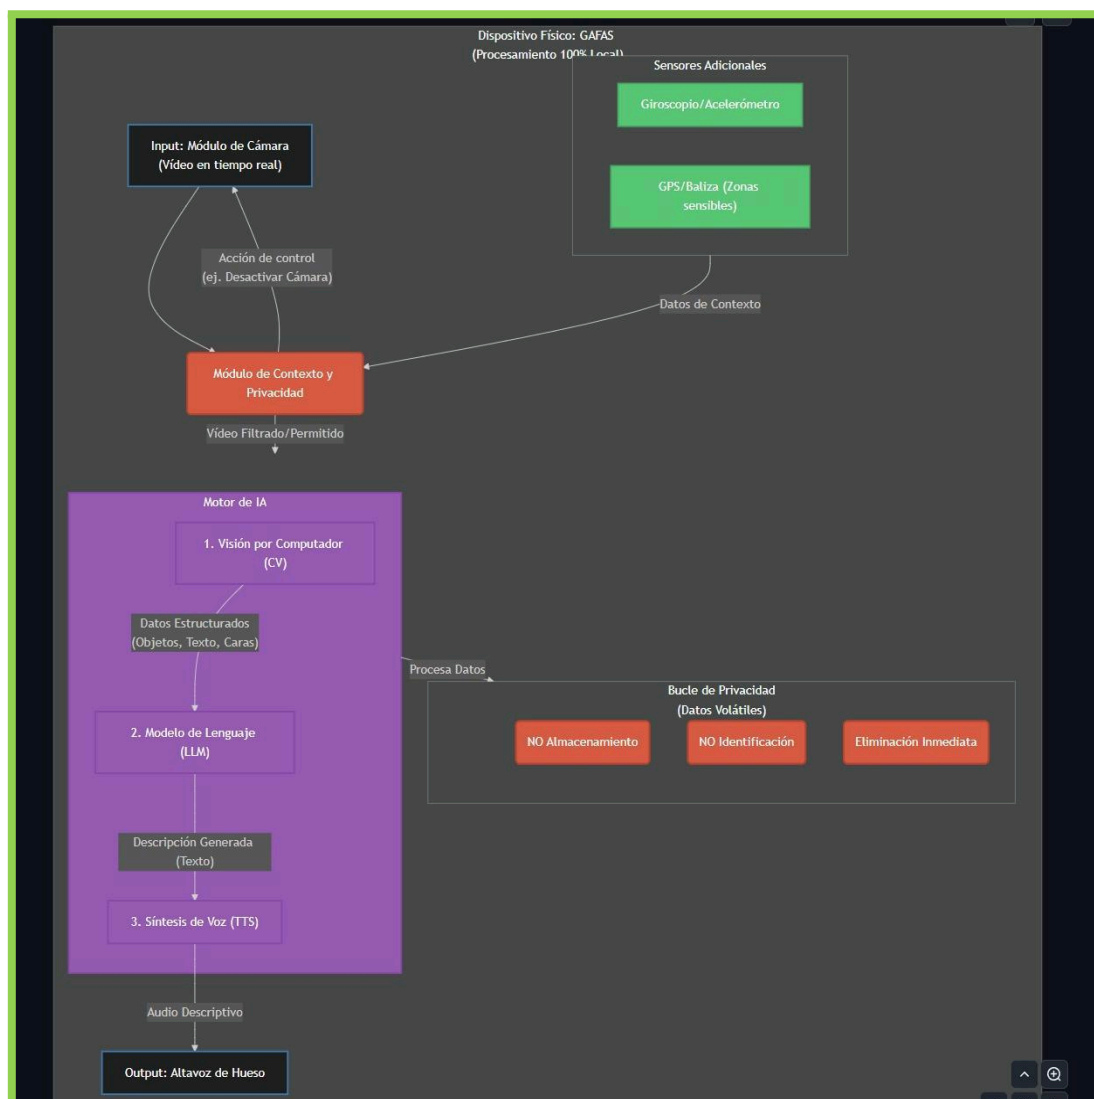 Dispositivo Físico: GAFAS
(Procesamiento 100% Local)
Sensores Adicionales
Giroscopio/Acelerómetro
Input: Módulo de Cámara
(Vídeo en tiempo real)
GPS/Baliza (Zonas
sensibles)
Acción de control
(ej. Desactivar Cámara)
Datos de Contexto
Módulo de Contexto y
Privacidad
Vídeo Filtrado/Permitido
Motor de IA
1. Visión por Computador
(CV)
Datos Estructurados
(Objetos, Texto, Caras)
Procesa Datos
Bucle de Privacidad
(Datos Volátiles)
NO Almacenamiento
NO Identificación
Eliminación Inmediata
2. Modelo de Lenguaje
(LLM)
Descripción Generada
(Texto)
3. Síntesis de Voz (TTS)
Audio Descriptivo
Output: Altavoz de Hueso